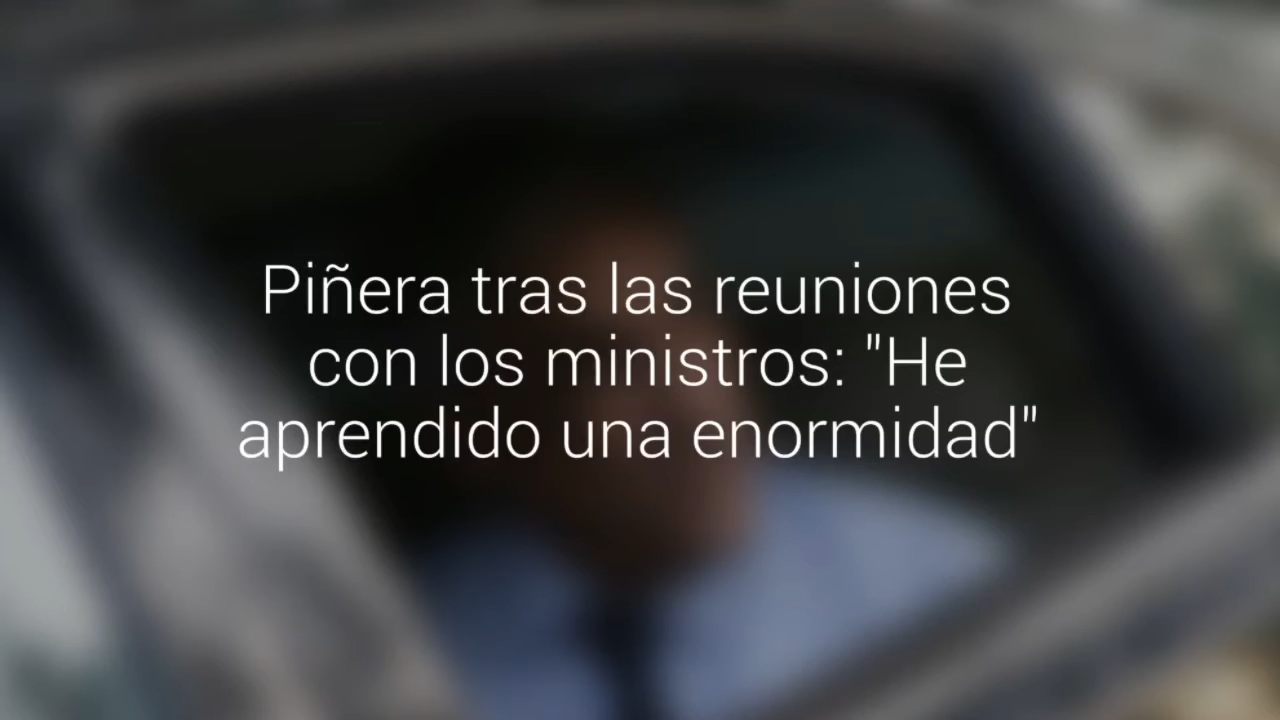 Piñera tras las reuniones
con los ministros: "He
aprendido una enormidad"